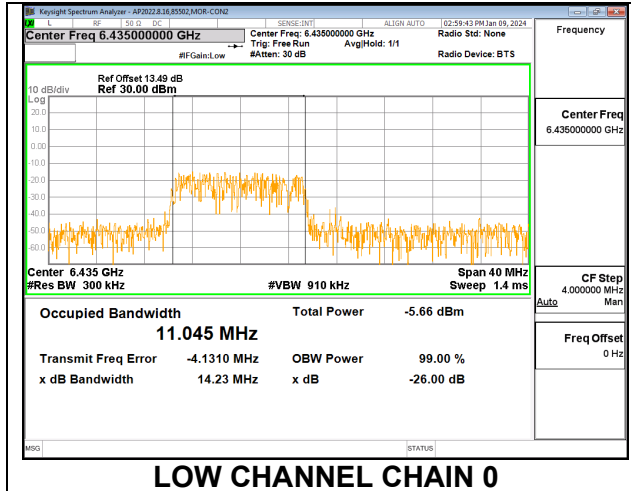 Keysight Spectrum Analyzer - AP2022.8.16,85502,MOR-CON2
L RF 50 Ω DC SENSE:INT ALIGN AUTO 02:59:43 PM Jan 09, 2024
Center Freq 6.435000000 GHz Center Freq: 6.435000000 GHz Radio Std: None Frequency
Trig: Free Run Avg|Hold: 1/1
#IFGain:Low #Atten: 30 dB Radio Device: BTS
Ref Offset 13.49 dB
10 dB/div Ref 30.00 dBm
Log
20.0
10.0
0.00
-10.0
-20.0
-30.0
-40.0
-50.0
-60.0
Center 6.435 GHz Span 40 MHz
#Res BW 300 kHz #VBW 910 kHz Sweep 1.4 ms
Occupied Bandwidth Total Power -5.66 dBm
11.045 MHz
Transmit Freq Error -4.1310 MHz OBW Power 99.00 %
x dB Bandwidth 14.23 MHz x dB -26.00 dB
Center Freq
6.435000000 GHz
CF Step
4.000000 MHz
Auto Man
Freq Offset
0 Hz
MSG STATUS
LOW CHANNEL CHAIN 0